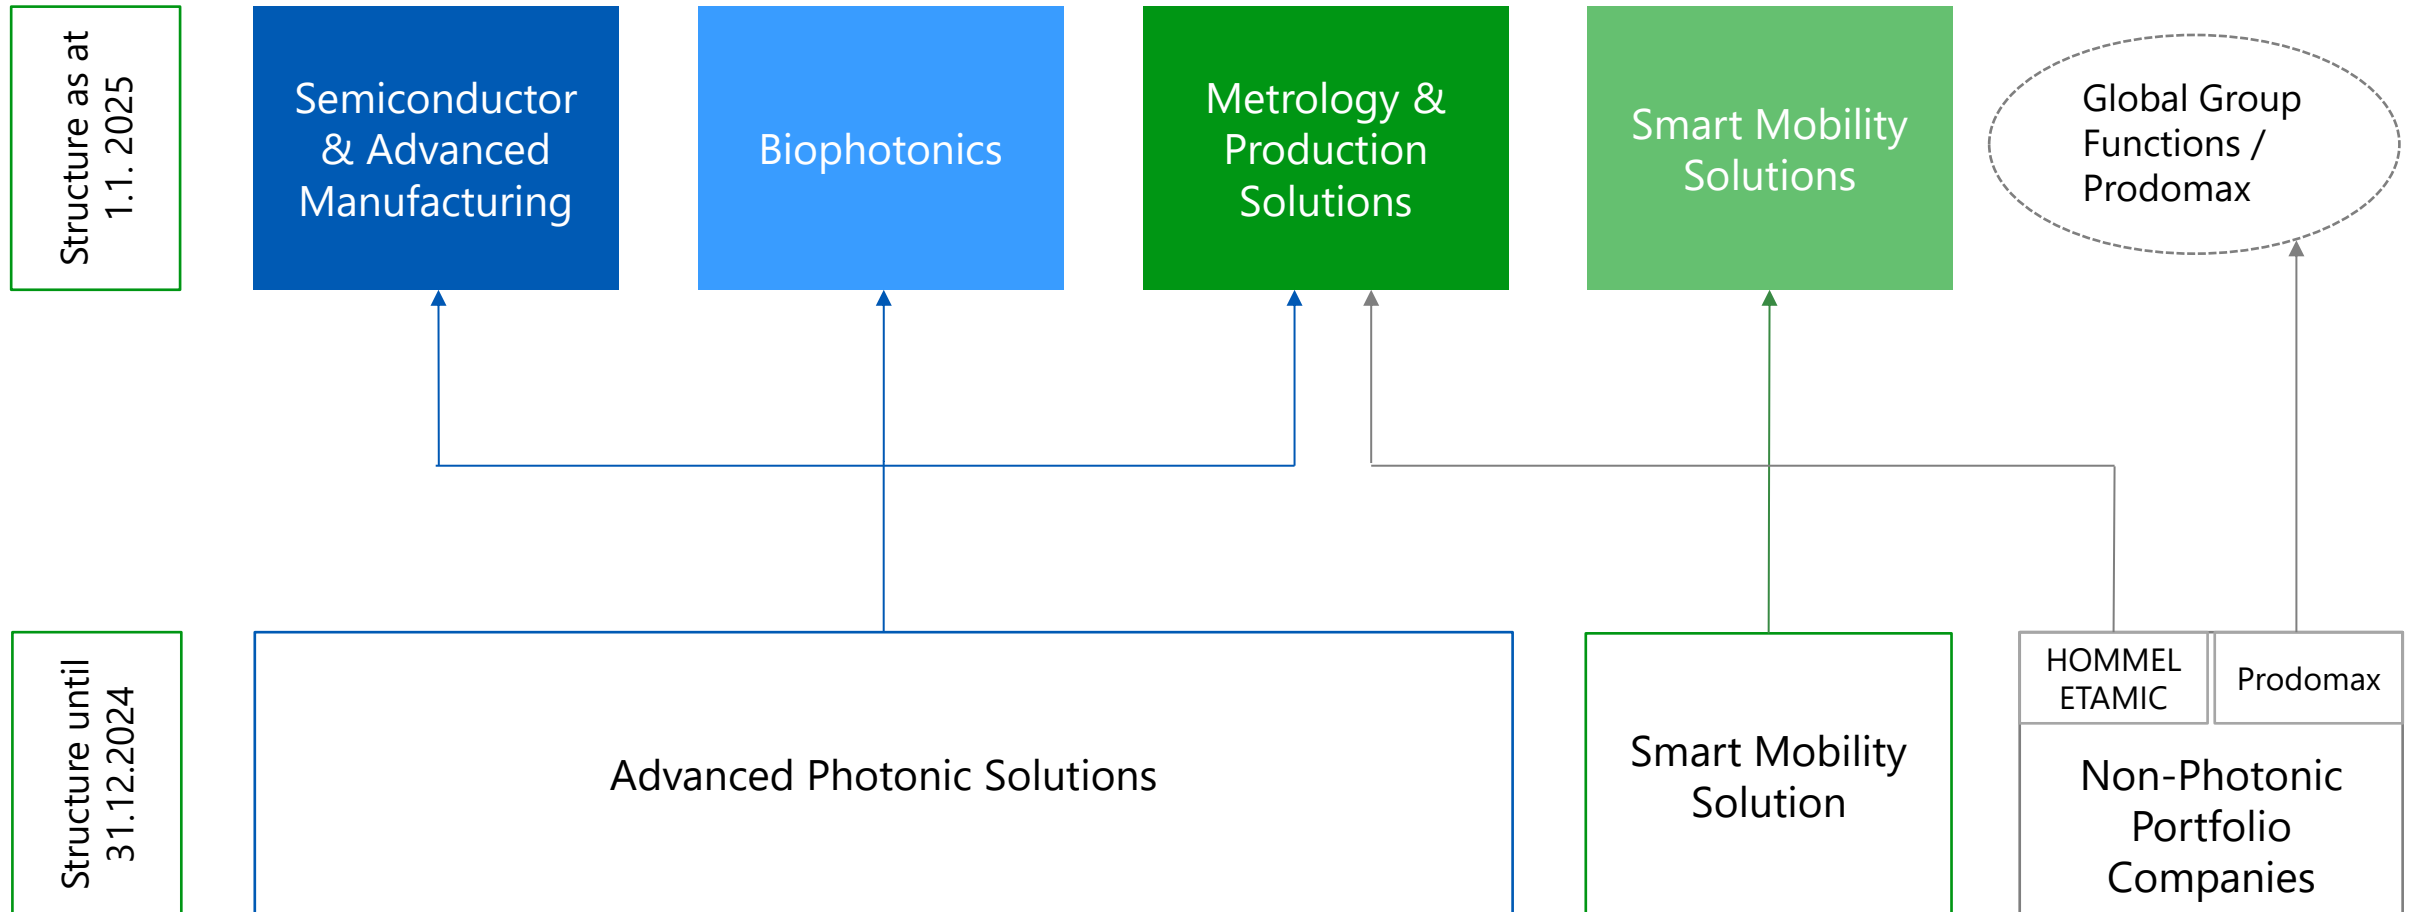 Structure as at
1.1. 2025
Semiconductor
& Advanced
Manufacturing
Biophotonics
Metrology &
Production
Solutions
Smart Mobility
Solutions
Global Group
Functions /
Prodomax
Structure until
31.12.2024
Advanced Photonic Solutions
Smart Mobility
Solution
HOMMEL
ETAMIC
Prodomax
Non-Photonic
Portfolio
Companies